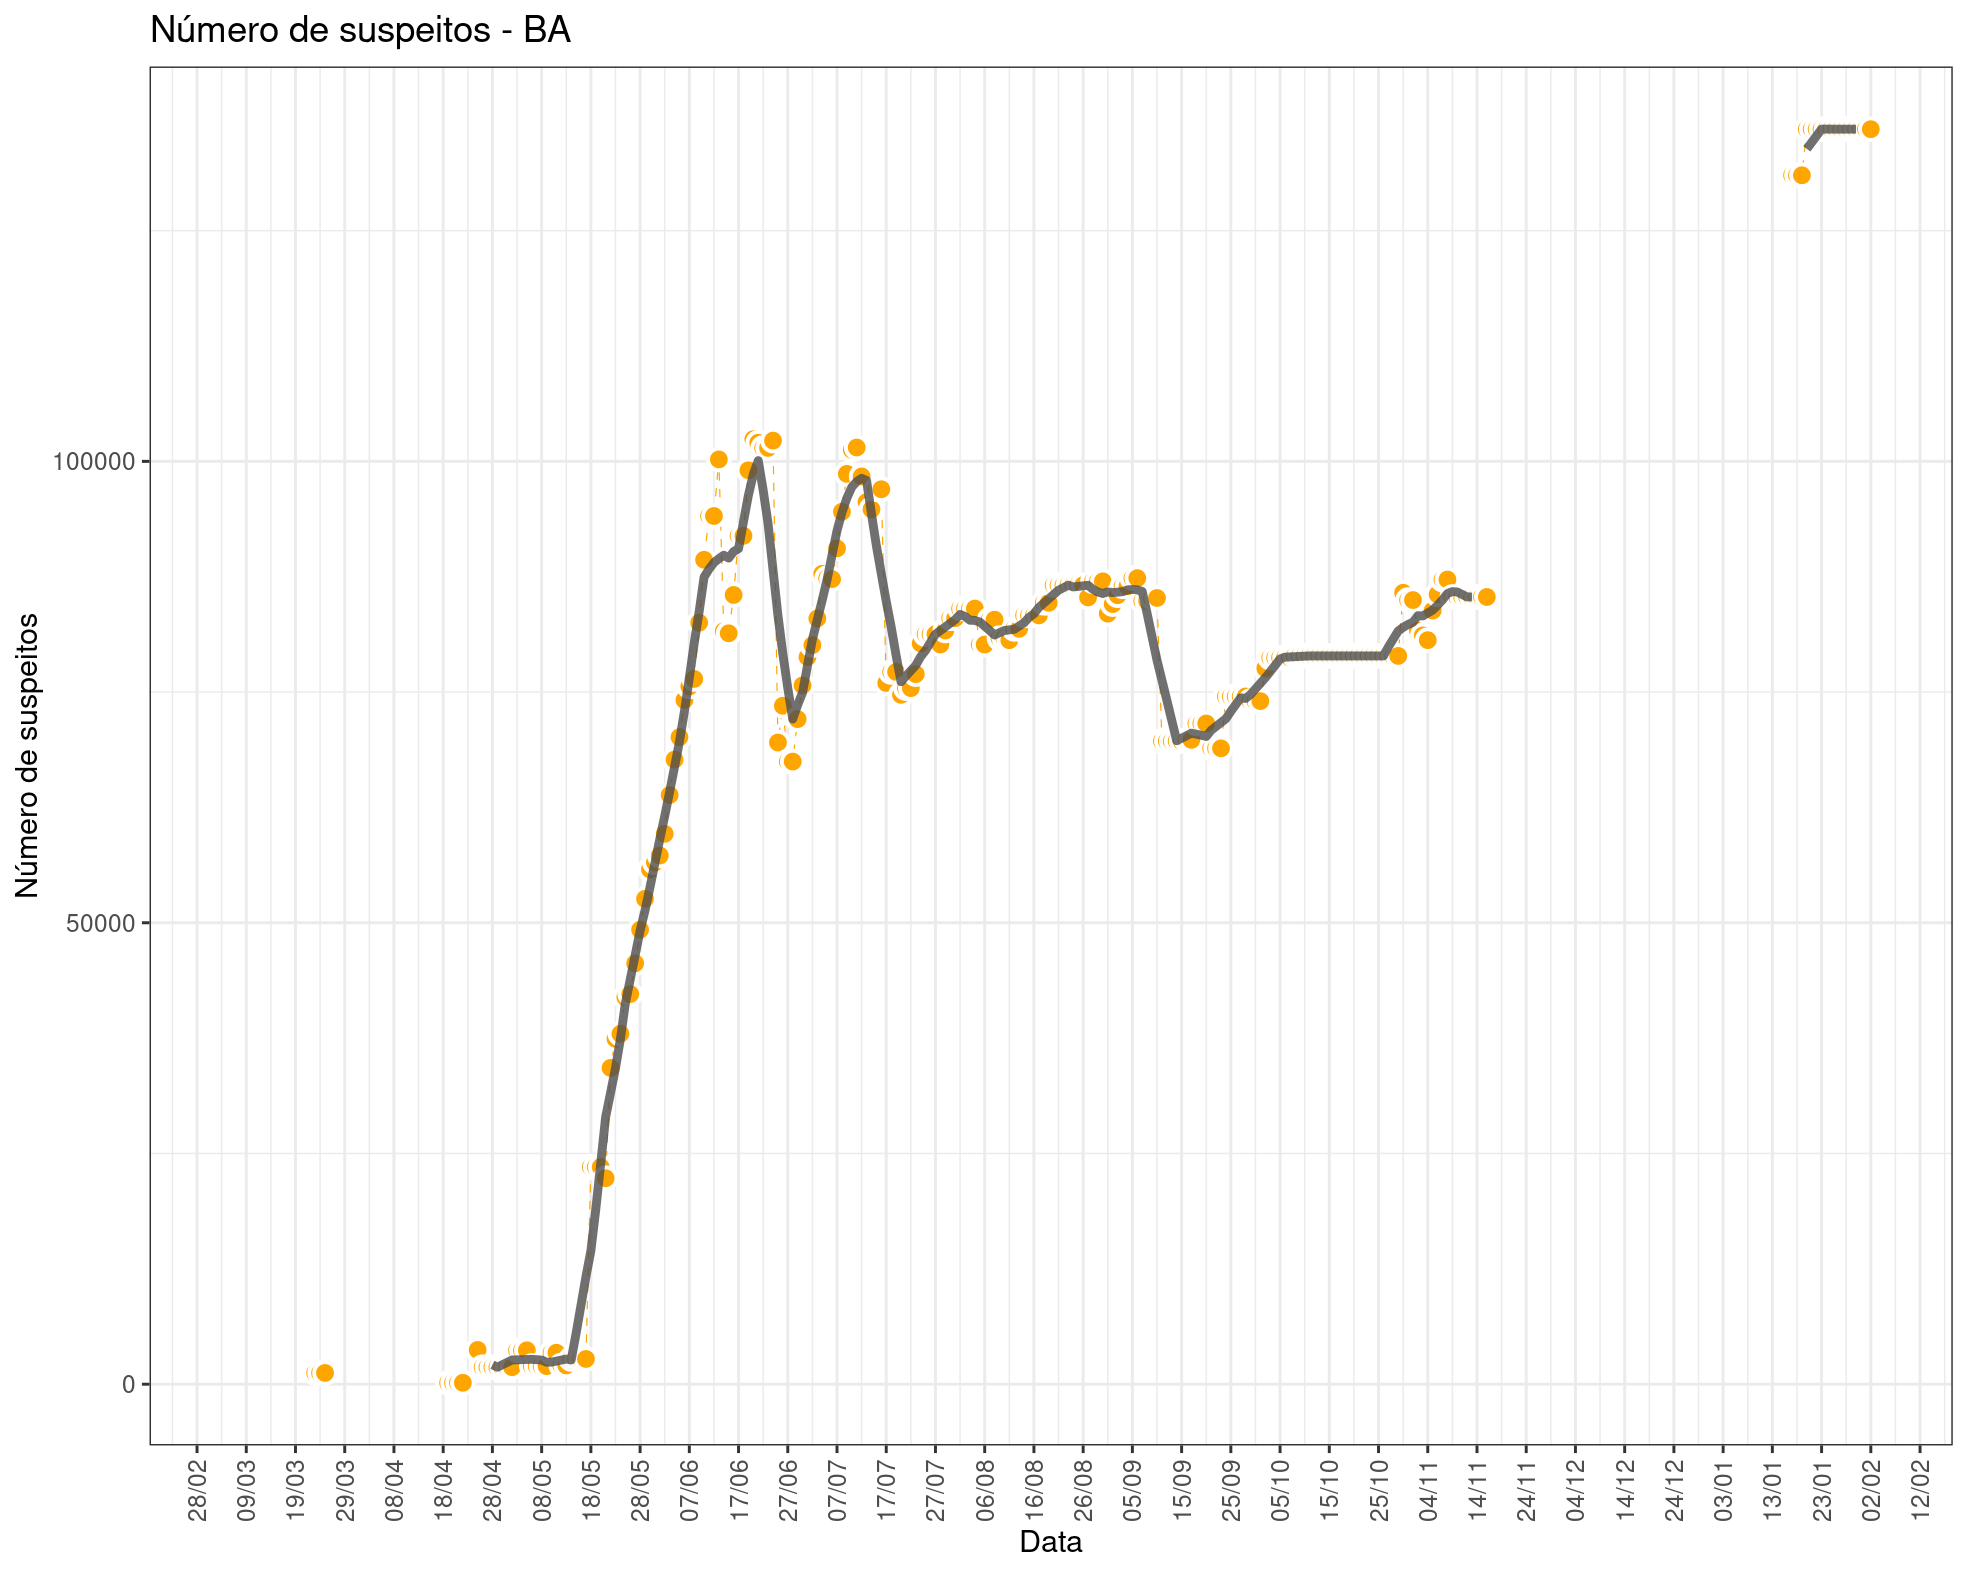 Número de suspeitos - BA
Número de suspeitos
100000
50000
0
28/02 09/03 19/03 29/03 08/04 18/04 28/04 08/05 18/05 28/05 07/06 17/06 27/06 07/07 17/07 27/07 06/08 16/08 26/08 05/09 15/09 25/09 05/10 15/10 25/10 04/11 14/11 24/11 04/12 14/12 24/12 03/01 13/01 23/01 02/02 12/02
Data